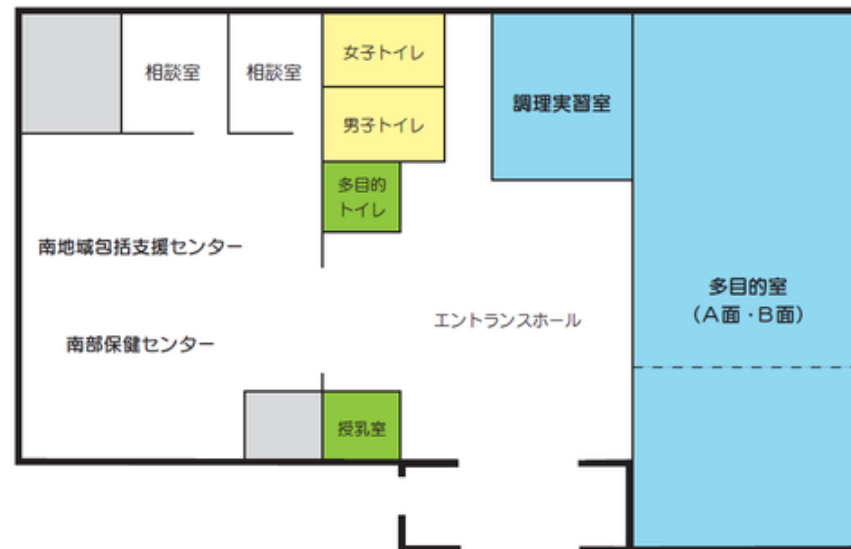 相談室
相談室
女子トイレ
男子トイレ
調理実習室
多目的
トイレ
南地域包括支援センター
南部保健センター
エントランスホール
多目的室
(A面・B面)
授乳室